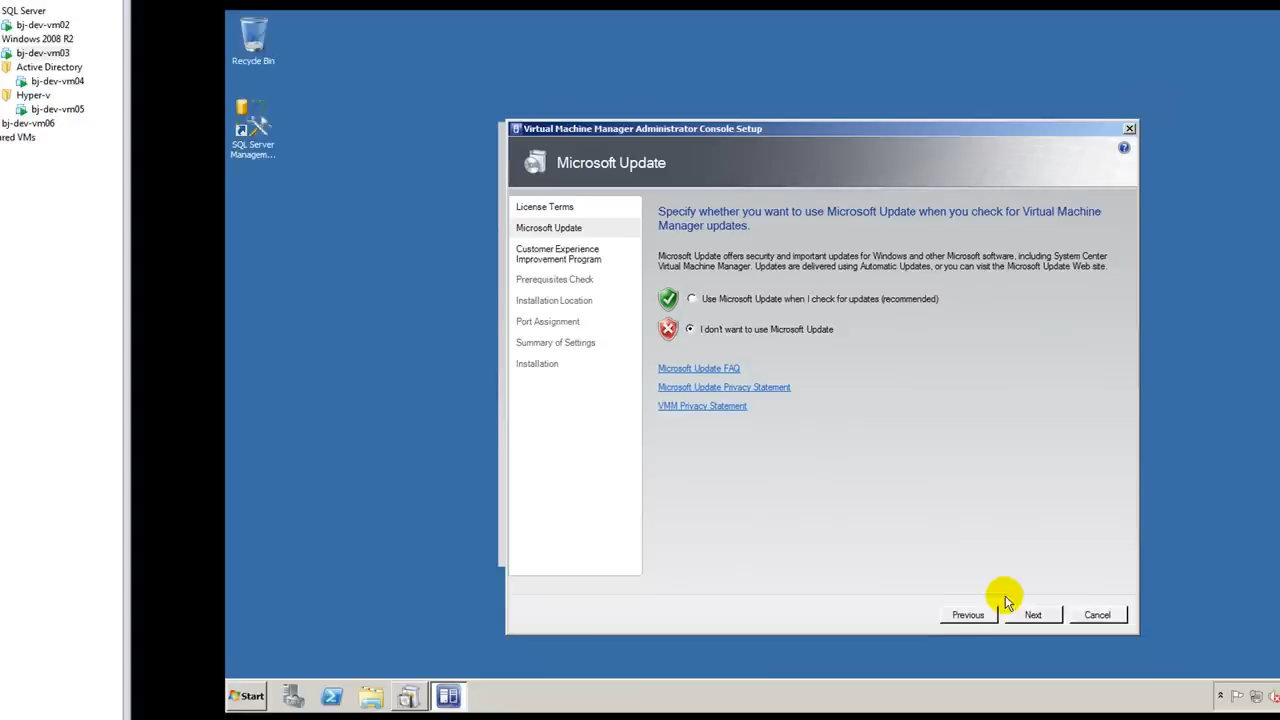 SQL Server
bj-dev-vm02
Windows 2008 R2
bj-dev-vm03
Active Directory
bj-dev-vm04
Hyper-v
bj-dev-vm05
bj-dev-vm06
ared VMs
Recycle Bin
SQL Server
Managem...
Virtual Machine Manager Administrator Console Setup
Microsoft Update
License Terms
Microsoft Update
Customer Experience
Improvement Program
Prerequisites Check
Installation Location
Port Assignment
Summary of Settings
Installation
Specify whether you want to use Microsoft Update when you check for Virtual Machine
Manager updates.
Microsoft Update offers security and important updates for Windows and other Microsoft software, including System Center
Virtual Machine Manager. Updates are delivered using Automatic Updates, or you can visit the Microsoft Update Web site.
Use Microsoft Update when I check for updates (recommended)
I don't want to use Microsoft Update
Microsoft Update FAQ
Microsoft Update Privacy Statement
VMM Privacy Statement
Previous
Next
Cancel
Start